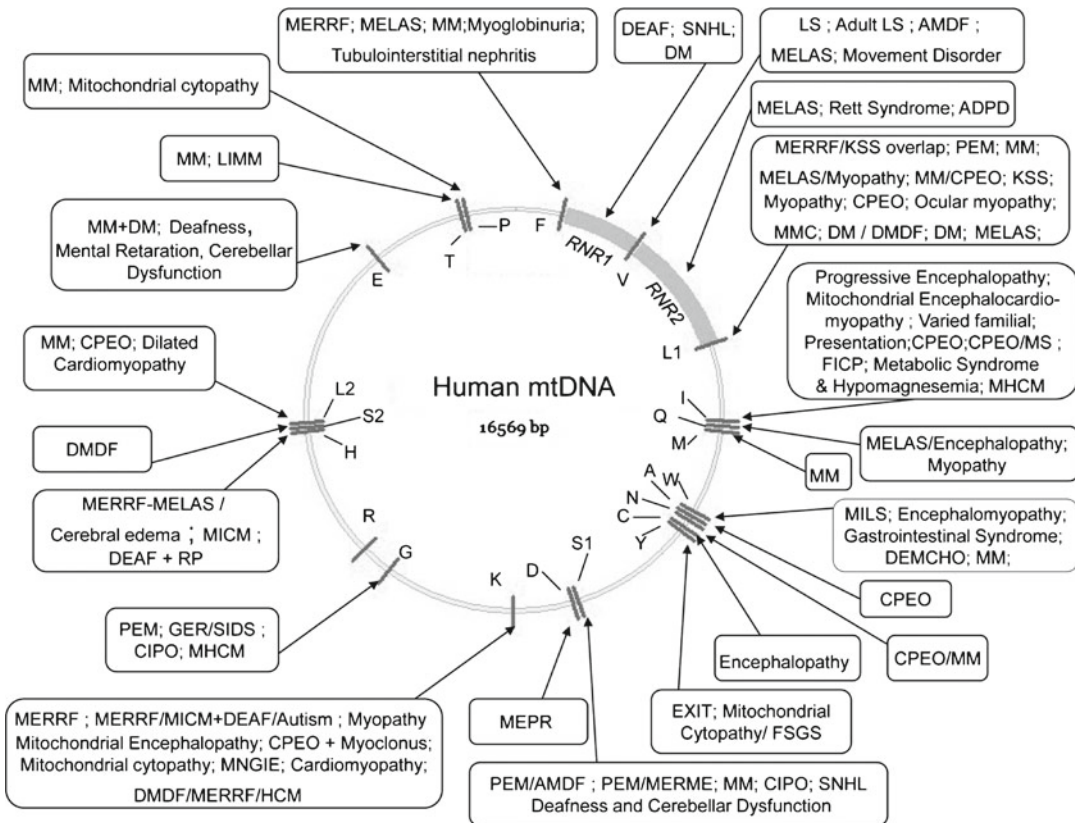 MERRF; MELAS; MM;Myoglobinuria;
Tubulointerstitial nephritis
DEAF; SNHL;
DM
LS ; Adult LS ; AMDF ;
MELAS; Movement Disorder
MM; Mitochondrial cytopathy
MELAS; Rett Syndrome; ADPD
MM; LIMM
MERRF/KSS overlap; PEM; MM;
MELAS/Myopathy; MM/CPEO; KSS;
Myopathy; CPEO; Ocular myopathy;
MMC; DM / DMDF; DM; MELAS;
MM+DM; Deafness,
Mental Retaration, Cerebellar
Dysfunction
Progressive Encephalopathy;
Mitochondrial Encephalocardio-
myopathy ; Varied familial;
Presentation;CPEO;CPEO/MS ;
FICP; Metabolic Syndrome
& Hypomagnesemia; MHCM
MM; CPEO; Dilated
Cardiomyopathy
DMDF
MERRF-MELAS /
Cerebral edema ; MICM ;
DEAF + RP
MELAS/Encephalopathy;
Myopathy
MM
MILS; Encephalomyopathy;
Gastrointestinal Syndrome;
DEMCHO; MM;
CPEO
CPEO/MM
Encephalopathy
EXIT; Mitochondrial
Cytopathy/ FSGS
PEM; GER/SIDS ;
CIPO; MHCM
MEPR
MERRF ; MERRF/MICM+DEAF/Autism ; Myopathy
Mitochondrial Encephalopathy; CPEO + Myoclonus;
Mitochondrial cytopathy; MNGIE; Cardiomyopathy;
DMDF/MERRF/HCM
PEM/AMDF ; PEM/MERME; MM; CIPO; SNHL
Deafness and Cerebellar Dysfunction
Human mtDNA
16569 bp
F
RNR1
V
RNR2
L1
I
Q
M
W
A
N
C
Y
S1
D
K
G
R
H
S2
L2
E
T
P